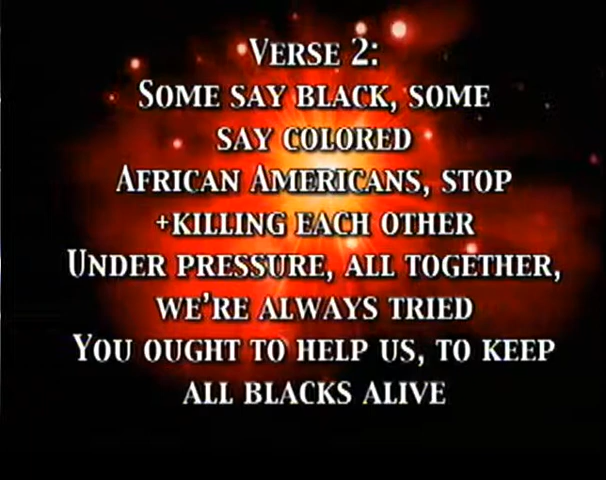 VERSE 2:
SOME SAY BLACK, SOME
SAY COLORED
AFRICAN AMERICANS, STOP
+KILLING EACH OTHER
UNDER PRESSURE, ALL TOGETHER,
WE'RE ALWAYS TRIED
YOU OUGHT TO HELP US, TO KEEP
ALL BLACKS ALIVE